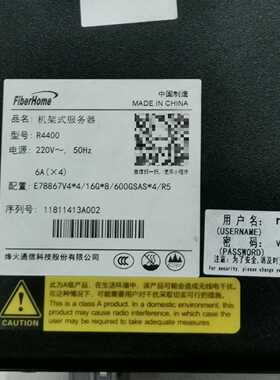 FiberHome
中国制造
MADE IN CHINA
品名：机架式服务器
型号：R4400
电源：220V～, 50Hz
6A（×4）
配置：E78867V4*4/16G*8/600GSAS*4/R5
序列号：11811413A002
烽火通信科技股份有限公司
用户名：r
(USERNAME)
密码：
(PASSWORD)
CAUTION
此为A级产品，在生活环境中，该产品可能会造成无线干扰，
在这种情况下，可能需要用户对干扰采取切实可行的措施。
In a domestic environment, this product may
cause radio interference, in which case the
user may be required to take adequate measures.